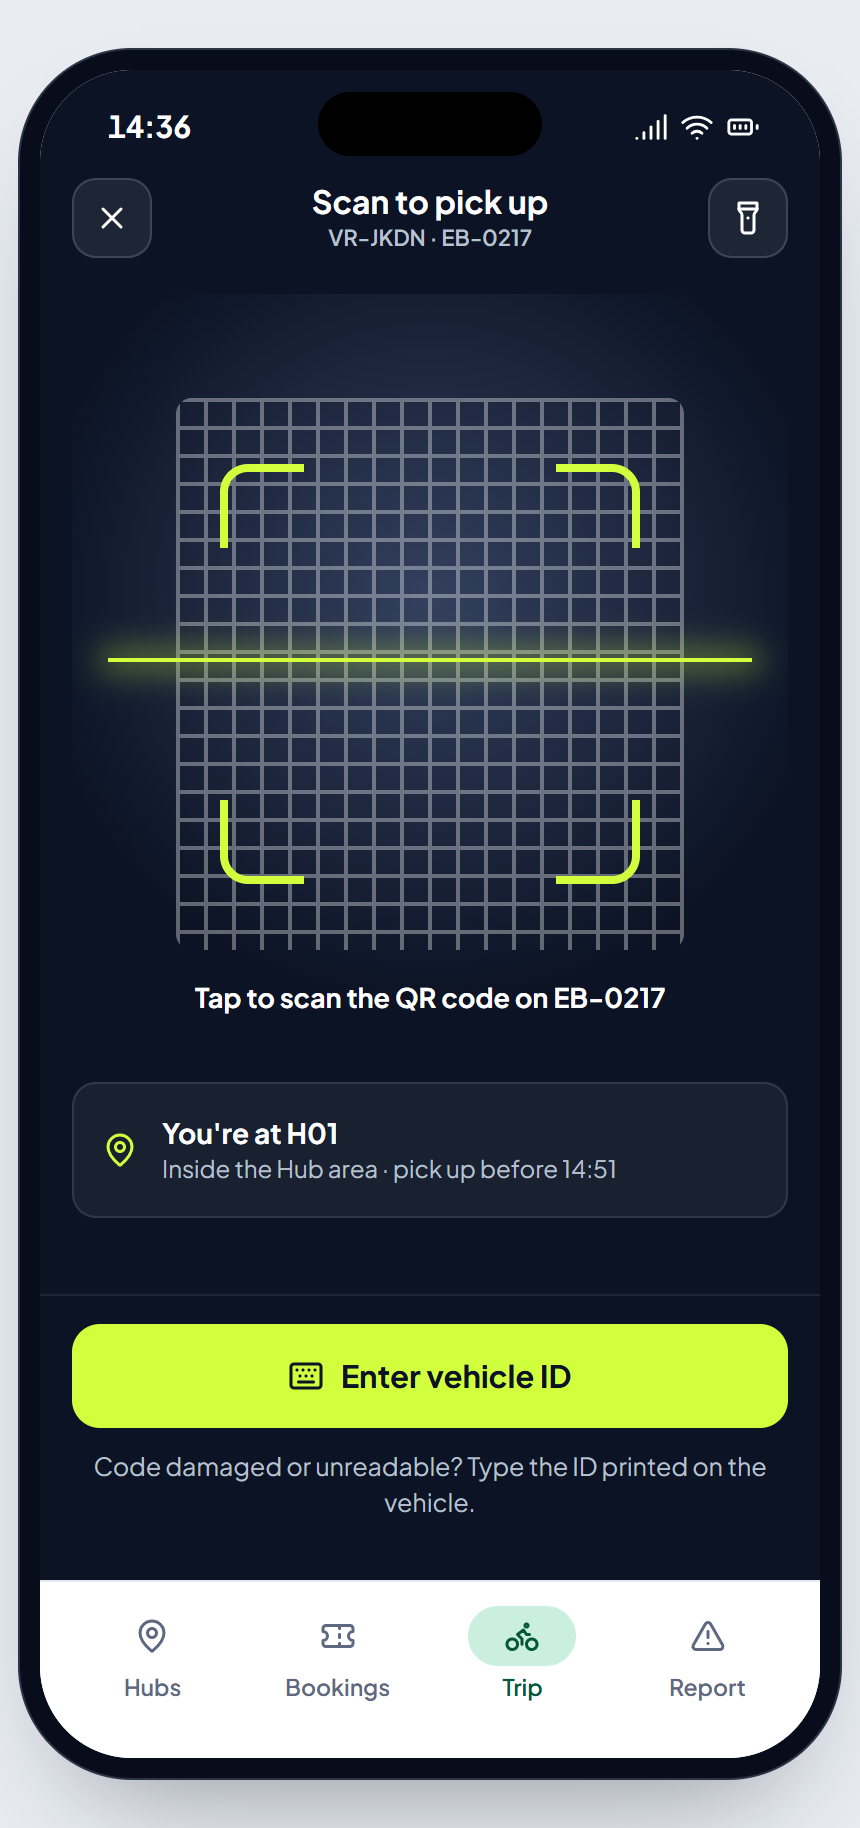 14:36
Scan to pick up
VR-JKDN · EB-0217
Tap to scan the QR code on EB-0217
You're at H01
Inside the Hub area · pick up before 14:51
Enter vehicle ID
Code damaged or unreadable? Type the ID printed on the
vehicle.
Hubs
Bookings
Trip
Report